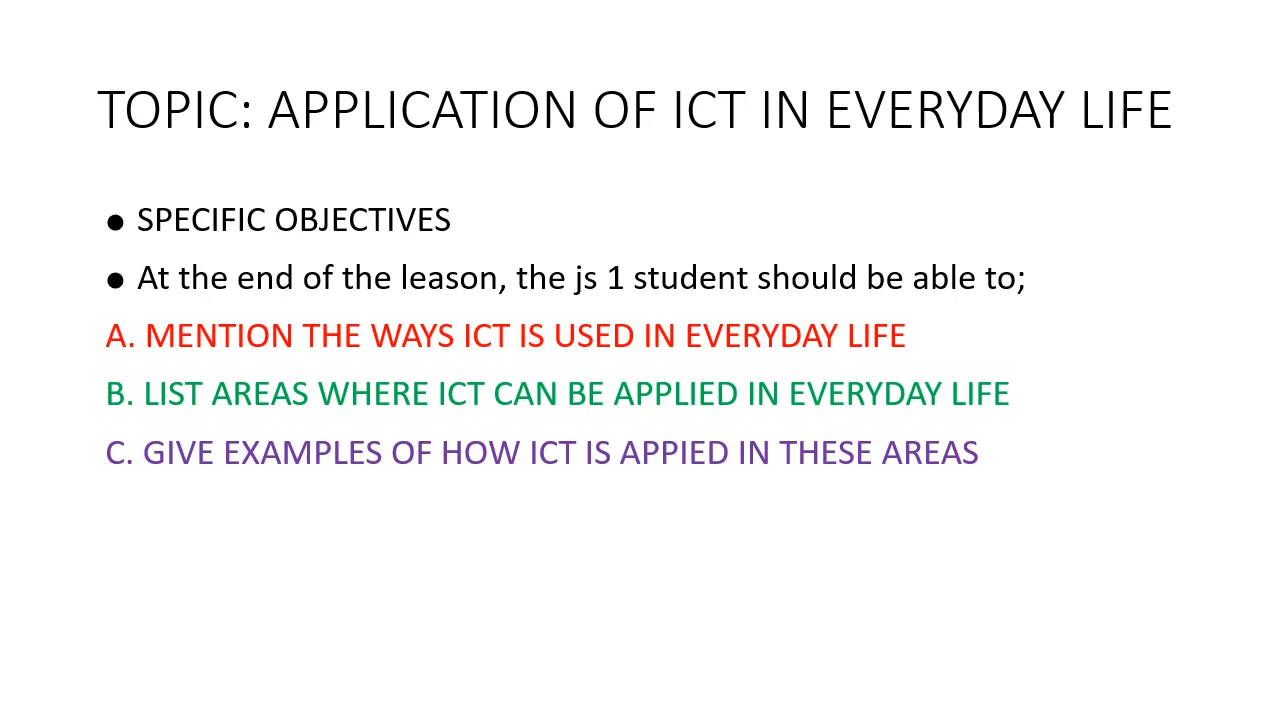 TOPIC: APPLICATION OF ICT IN EVERYDAY LIFE
● SPECIFIC OBJECTIVES
● At the end of the leason, the js 1 student should be able to;
A. MENTION THE WAYS ICT IS USED IN EVERYDAY LIFE
B. LIST AREAS WHERE ICT CAN BE APPLIED IN EVERYDAY LIFE
C. GIVE EXAMPLES OF HOW ICT IS APPIED IN THESE AREAS